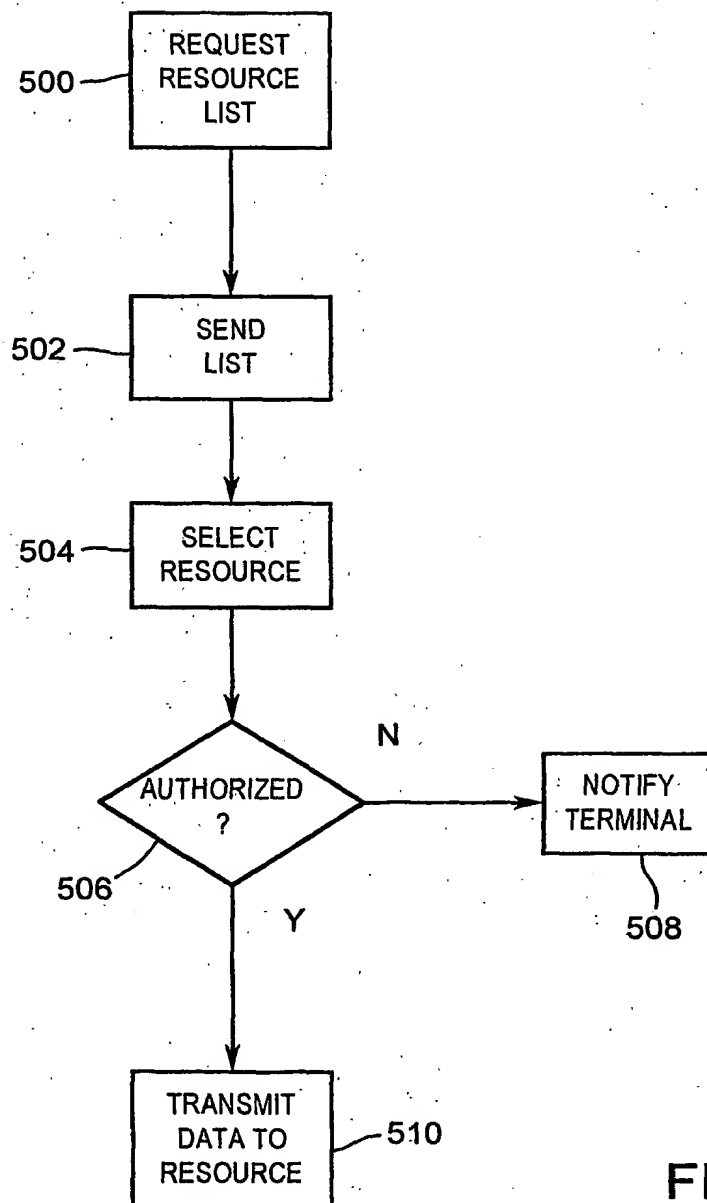 REQUEST
RESOURCE
LIST
500
SEND
LIST
502
SELECT
RESOURCE
504
AUTHORIZED
?
506
N
NOTIFY
TERMINAL
508
Y
TRANSMIT
DATA TO
RESOURCE
510